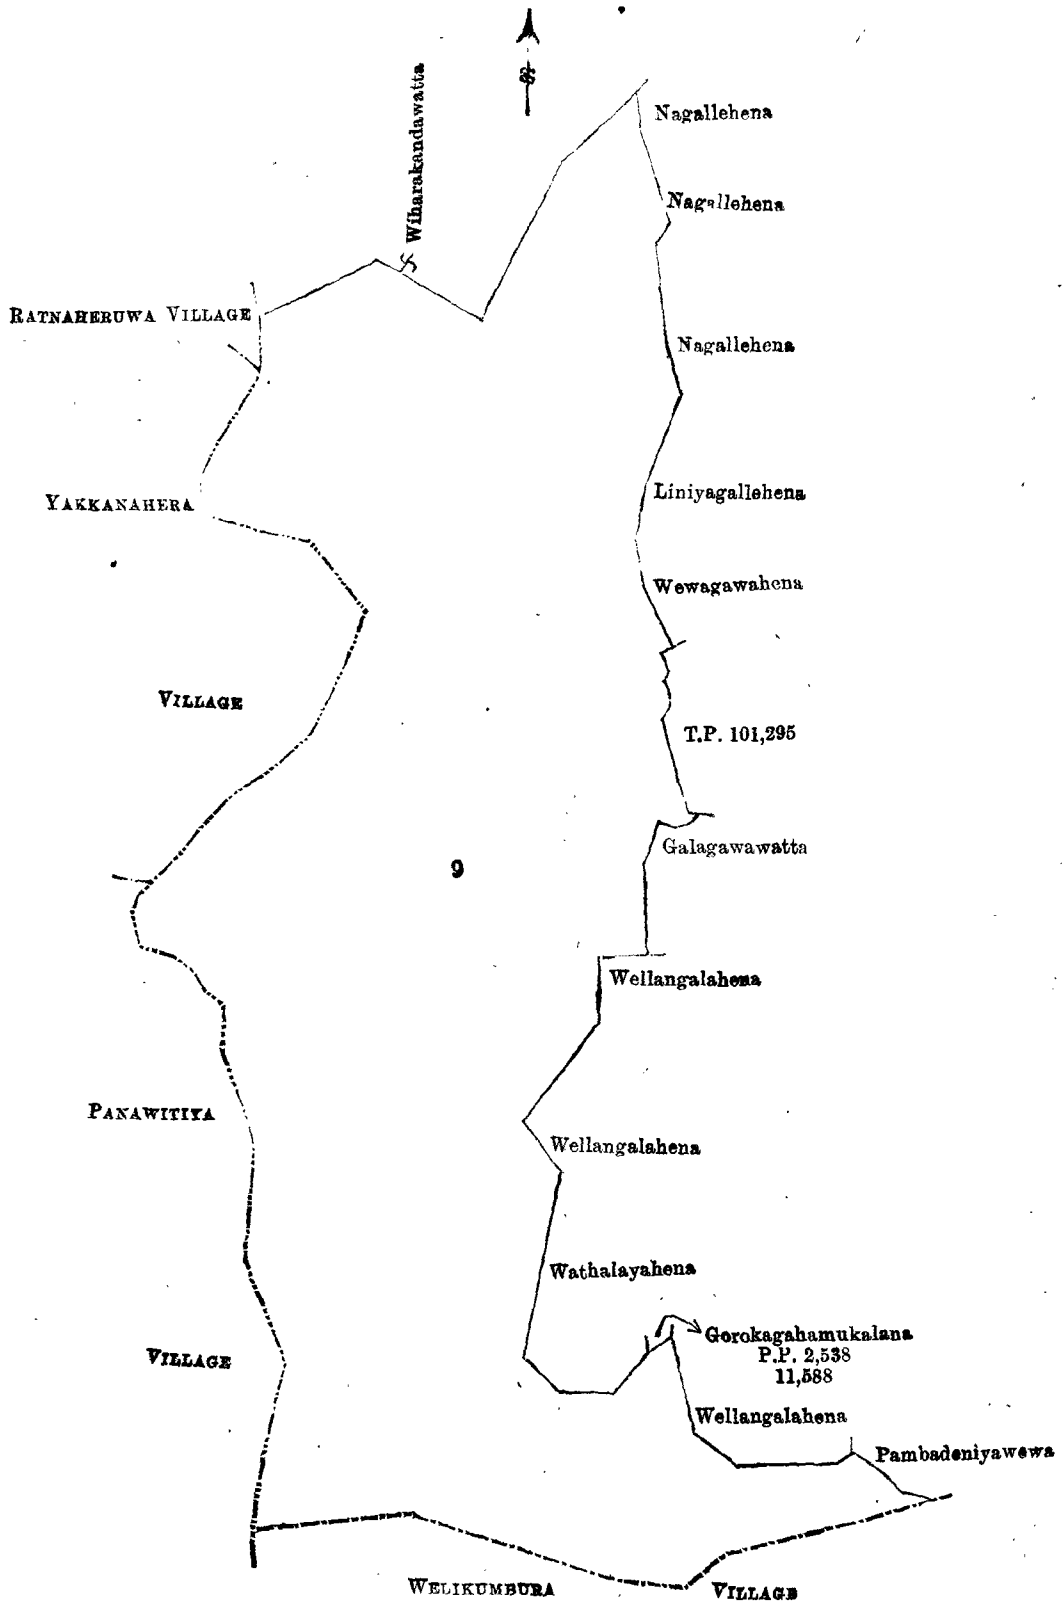 Wiharakandawatta
Nagallehena
Nagallehena
RATNAHERUWA VILLAGE
Nagallehena
Liniyagallehena
YAKKANAHERA
Wewagawahena
VILLAGE
T.P. 101,295
Galagawawatta
9
Wellangalahena
PANAWITIYA
Wellangalahena
Wathalayahena
Gorokagahamukalana
P.P. 2,538
11,588
VILLAGE
Wellangalahena
Pambadeniyawewa
WELIKUMBURA VILLAGE